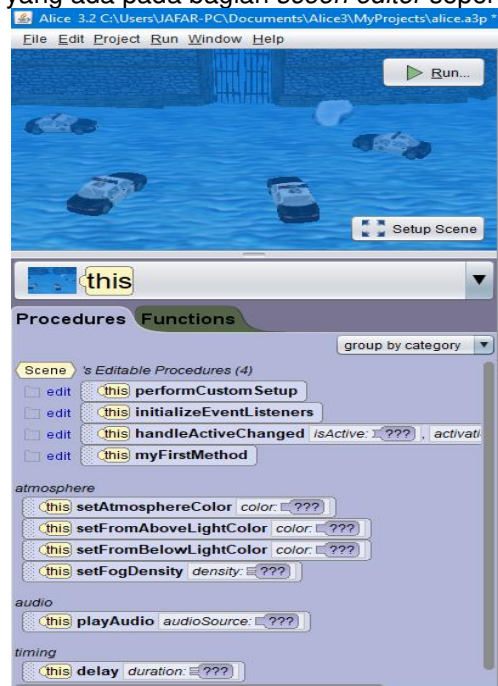 yang ada pada bagian sceen editor seper
Alice 3.2 C:\Users\JAFAR-PC\Documents\Alice3\MyProjects\alice.a3p *
File Edit Project Run Window Help
Run...
Setup Scene
this
Procedures Functions
group by category
Scene 's Editable Procedures (4)
edit this performCustomSetup
edit this initializeEventListeners
edit this handleActiveChanged isActive: ??? , activati
edit this myFirstMethod
atmosphere
this setAtmosphereColor color: ???
this setFromAboveLightColor color: ???
this setFromBelowLightColor color: ???
this setFogDensity density: ???
audio
this playAudio audioSource: ???
timing
this delay duration: ???